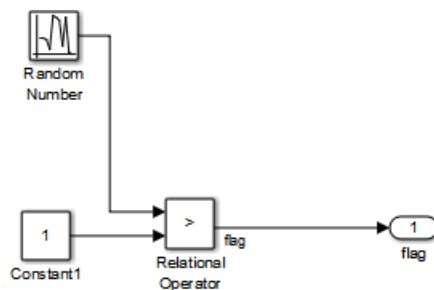 Random
Number
1
Constant1
>
Relational
Operator
flag
1
flag